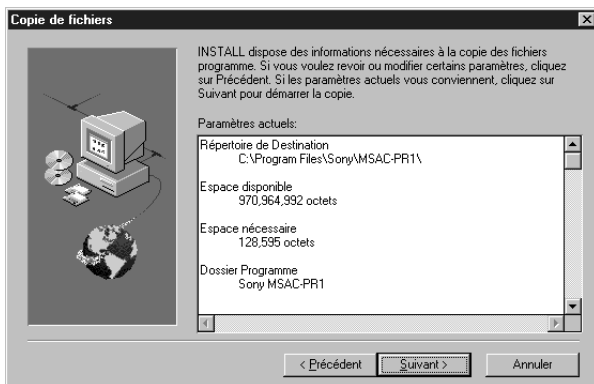 Copie de fichiers
INSTALL dispose des informations nécessaires à la copie des fichiers
programme. Si vous voulez revoir ou modifier certains paramètres, cliquez
sur Précédent. Si les paramètres actuels vous conviennent, cliquez sur
Suivant pour démarrer la copie.
Paramètres actuels:
Répertoire de Destination
C:\Program Files\Sony\MSAC-PR1\
Espace disponible
970,964,992 octets
Espace nécessaire
128,595 octets
Dossier Programme
Sony MSAC-PR1
< Précédent
Suivant >
Annuler